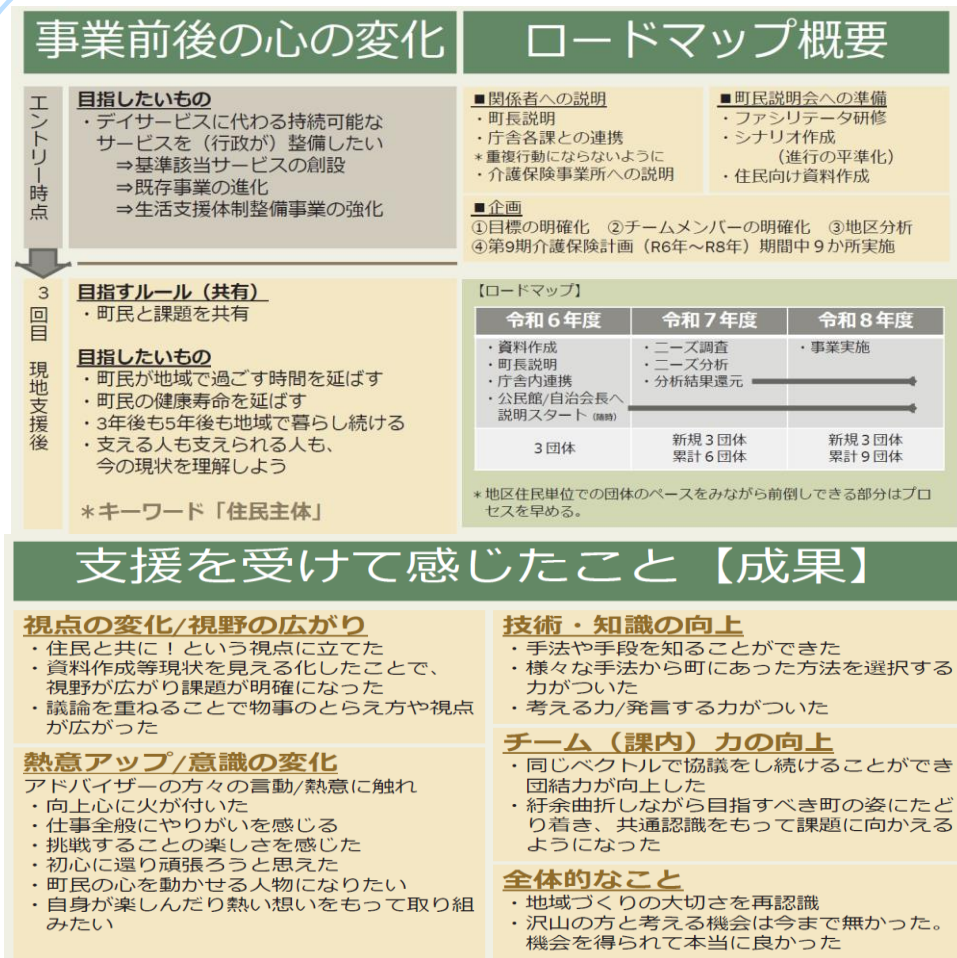 事業前後の心の変化
エントリー時点
目指したいもの
・デイサービスに代わる持続可能な
サービスを（行政が）整備したい
⇒基準該当サービスの創設
⇒既存事業の進化
⇒生活支援体制整備事業の強化
3回目 現地支援後
目指すルール（共有）
・町民と課題を共有
目指したいもの
・町民が地域で過ごす時間を延ばす
・町民の健康寿命を延ばす
・3年後も5年後も地域で暮らし続ける
・支える人も支えられる人も、
今の現状を理解しよう
＊キーワード「住民主体」
ロードマップ概要
■関係者への説明
・町長説明
・庁舎各課との連携
＊重複行動にならないように
・介護保険事業所への説明
■町民説明会への準備
・ファシリテータ研修
・シナリオ作成
（進行の平準化）
・住民向け資料作成
■企画
①目標の明確化 ②チームメンバーの明確化 ③地区分析
④第9期介護保険計画（R6年～R8年）期間中９か所実施
【ロードマップ】
令和６年度 令和７年度 令和８年度
・資料作成
・町長説明
・庁舎内連携
・公民館/自治会長へ
説明スタート（随時）
・ニーズ調査
・ニーズ分析
・分析結果還元
・事業実施
３団体
新規３団体
累計６団体
新規３団体
累計９団体
＊地区住民単位での団体のペースをみながら前倒しできる部分はプロ
セスを早める。
支援を受けて感じたこと【成果】
視点の変化/視野の広がり
・住民と共に！という視点に立てた
・資料作成等現状を見える化したことで、
視野が広がり課題が明確になった
・議論を重ねることで物事のとらえ方や視点
が広がった
熱意アップ/意識の変化
アドバイザーの方々の言動/熱意に触れ
・向上心に火が付いた
・仕事全般にやりがいを感じる
・挑戦することの楽しさを感じた
・初心に還り頑張ろうと思えた
・町民の心を動かせる人物になりたい
・自身が楽しんだり熱い想いをもって取り組
みたい
技術・知識の向上
・手法や手段を知ることができた
・様々な手法から町にあった方法を選択する
力がついた
・考える力/発言する力がついた
チーム（課内）力の向上
・同じベクトルで協議をし続けることができ
団結力が向上した
・紆余曲折しながら目指すべき町の姿にたど
り着き、共通認識をもって課題に向かえる
ようになった
全体的なこと
・地域づくりの大切さを再認識
・沢山の方と考える機会は今まで無かった。
機会を得られて本当に良かった